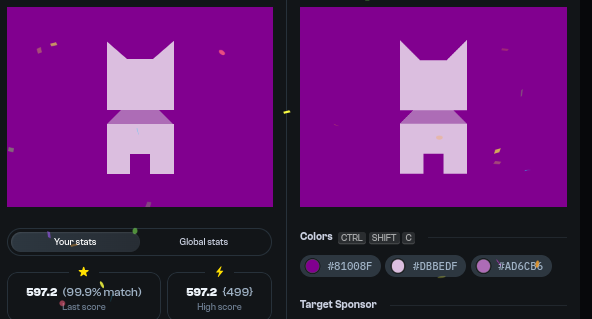 Your stats
Global stats
597.2 (99.9% match)
Last score
597.2 {499}
High score
Colors CTRL SHIFT C
#81008F
#DBBEDF
#AD6CB6
Target Sponsor